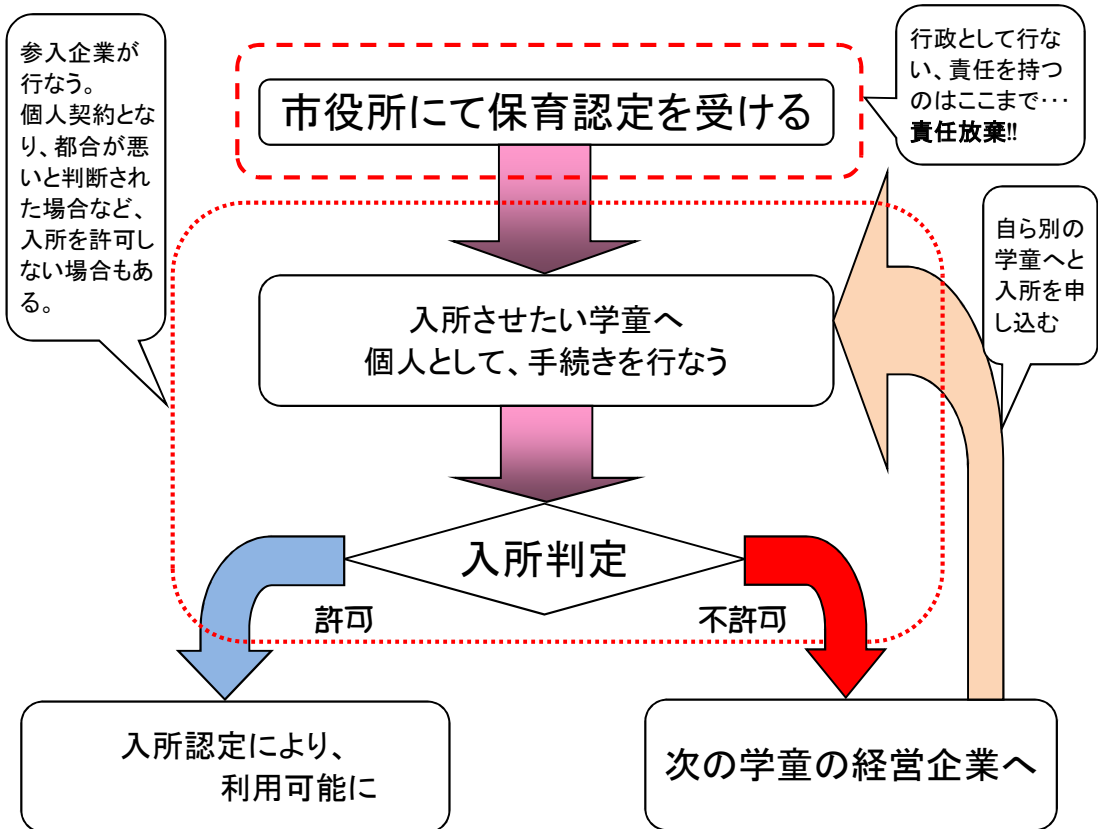 参入企業が
行なう。
個人契約とな
り、都合が悪
いと判断され
た場合など、
入所を許可し
ない場合もあ
る。
市役所にて保育認定を受ける
行政として行な
い、責任を持つ
のはここまで･･･
責任放棄!!
自ら別の
学童へと
入所を申
し込む
入所させたい学童へ
個人として、手続きを行なう
入所判定
許可
不許可
入所認定により、
利用可能に
次の学童の経営企業へ